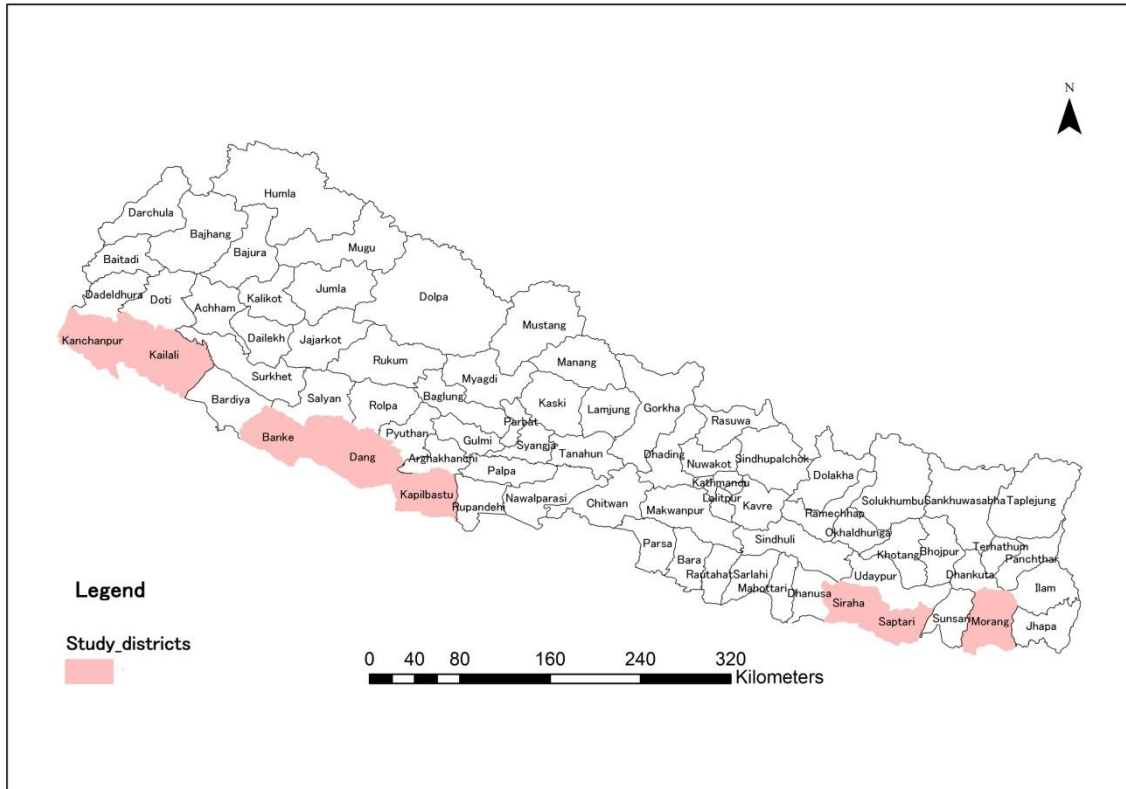 N
Humla
Darchula
Bajhang
Bajura
Mugu
Baitadi
Dadeldhura
Doti
Achham
Kalikot
Jumla
Dolpa
Mustang
Kanchanpur
Kailali
Dailekh
Jajarkot
Rukum
Manang
Surkhet
Myagdi
Bardiya
Salyan
Rolpa
Baglung
Kaski
Lamjung
Gorkha
Parbat
Rasuwa
Banke
Pyuthan
Gulmi
Syangja
Tanahun
Dhading
Nuwakot
Sindhupalchok
Dang
Arghakhanchi
Palpa
Dolakha
Kathmandu
Lalitpur
Kavre
Kapilbastu
Rupandehi
Nawalparasi
Chitwan
Makwanpur
Ramechhap
Solukhumbu
Sankhuwasabha
Taplejung
Okhaldhunga
Sindhuli
Khotang
Bhojpur
Terhathum
Panchthar
Parsa
Bara
Rautahat
Sarlahi
Mahottari
Dhanusa
Udaypur
Dhankuta
Ilam
Siraha
Saptari
Sunsari
Morang
Jhapa
Legend
Study_districts
0 40 80 160 240 320
Kilometers